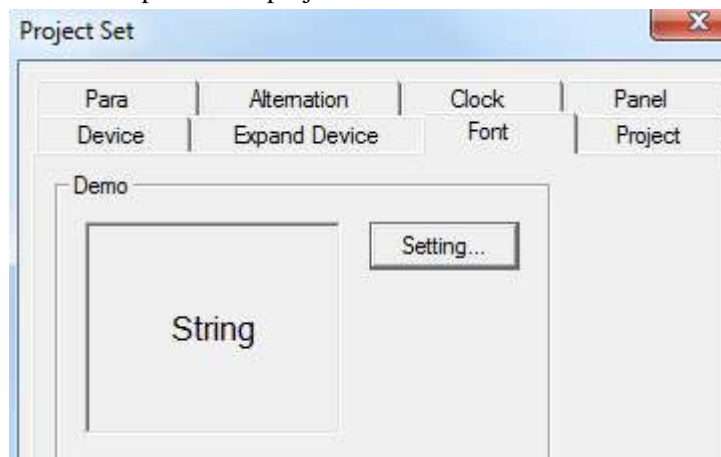 Project Set
Para Alternation Clock Panel
Device Expand Device Font Project
Demo
Setting...
String